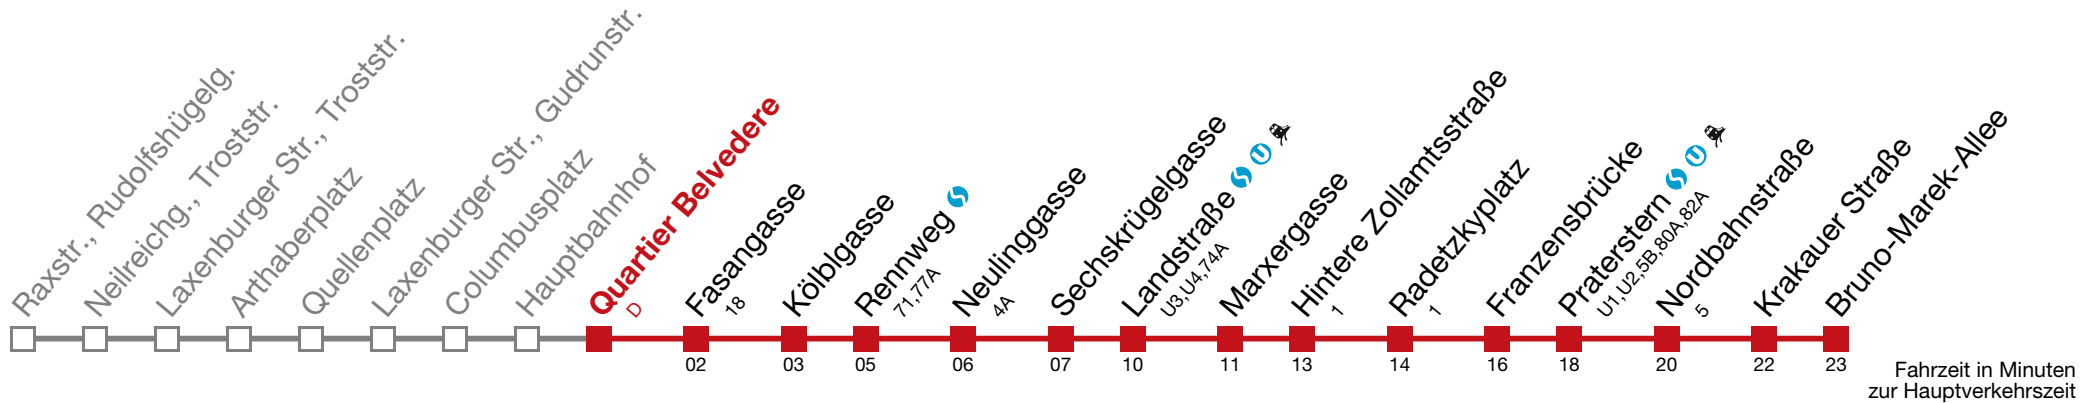 Raxstr., Rudolfshügelg.
Neilreichg., Troststr.
Laxenburger Str., Troststr.
Arthaberplatz
Quellenplatz
Laxenburger Str., Gudrunstr.
Columbusplatz
Hauptbahnhof
Quartier Belvedere
D
Fasangasse
18
02
Kölblgasse
03
Rennweg
71,77A
05
Neulinggasse
4A
06
Sechskrügelgasse
07
Landstraße
U3,U4,74A
10
Marxergasse
11
Hintere Zollamtsstraße
1
13
Radetzkyplatz
1
14
Franzensbrücke
16
Praterstern
U1,U2,5B,80A,82A
18
Nordbahnstraße
5
20
Krakauer Straße
22
Bruno-Marek-Allee
23
Fahrzeit in Minuten
zur Hauptverkehrszeit